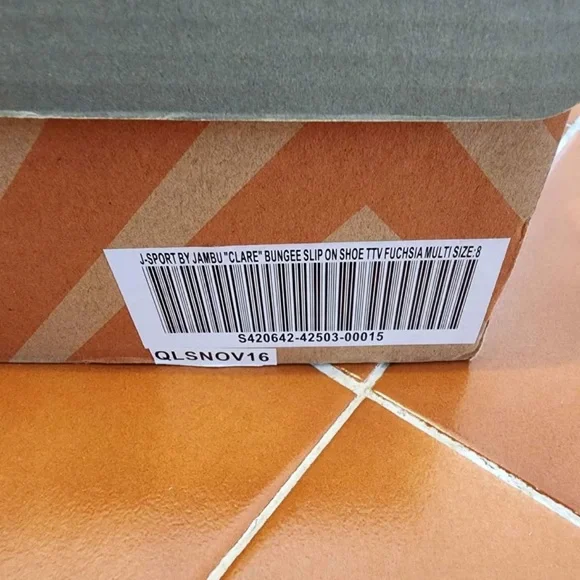 J-SPORT BY JAMBU "CLARE" BUNGEE SLIP ON SHOE TTV FUCHSIA MULTI SIZE:8
S420642-42503-00015
QLSNOV16